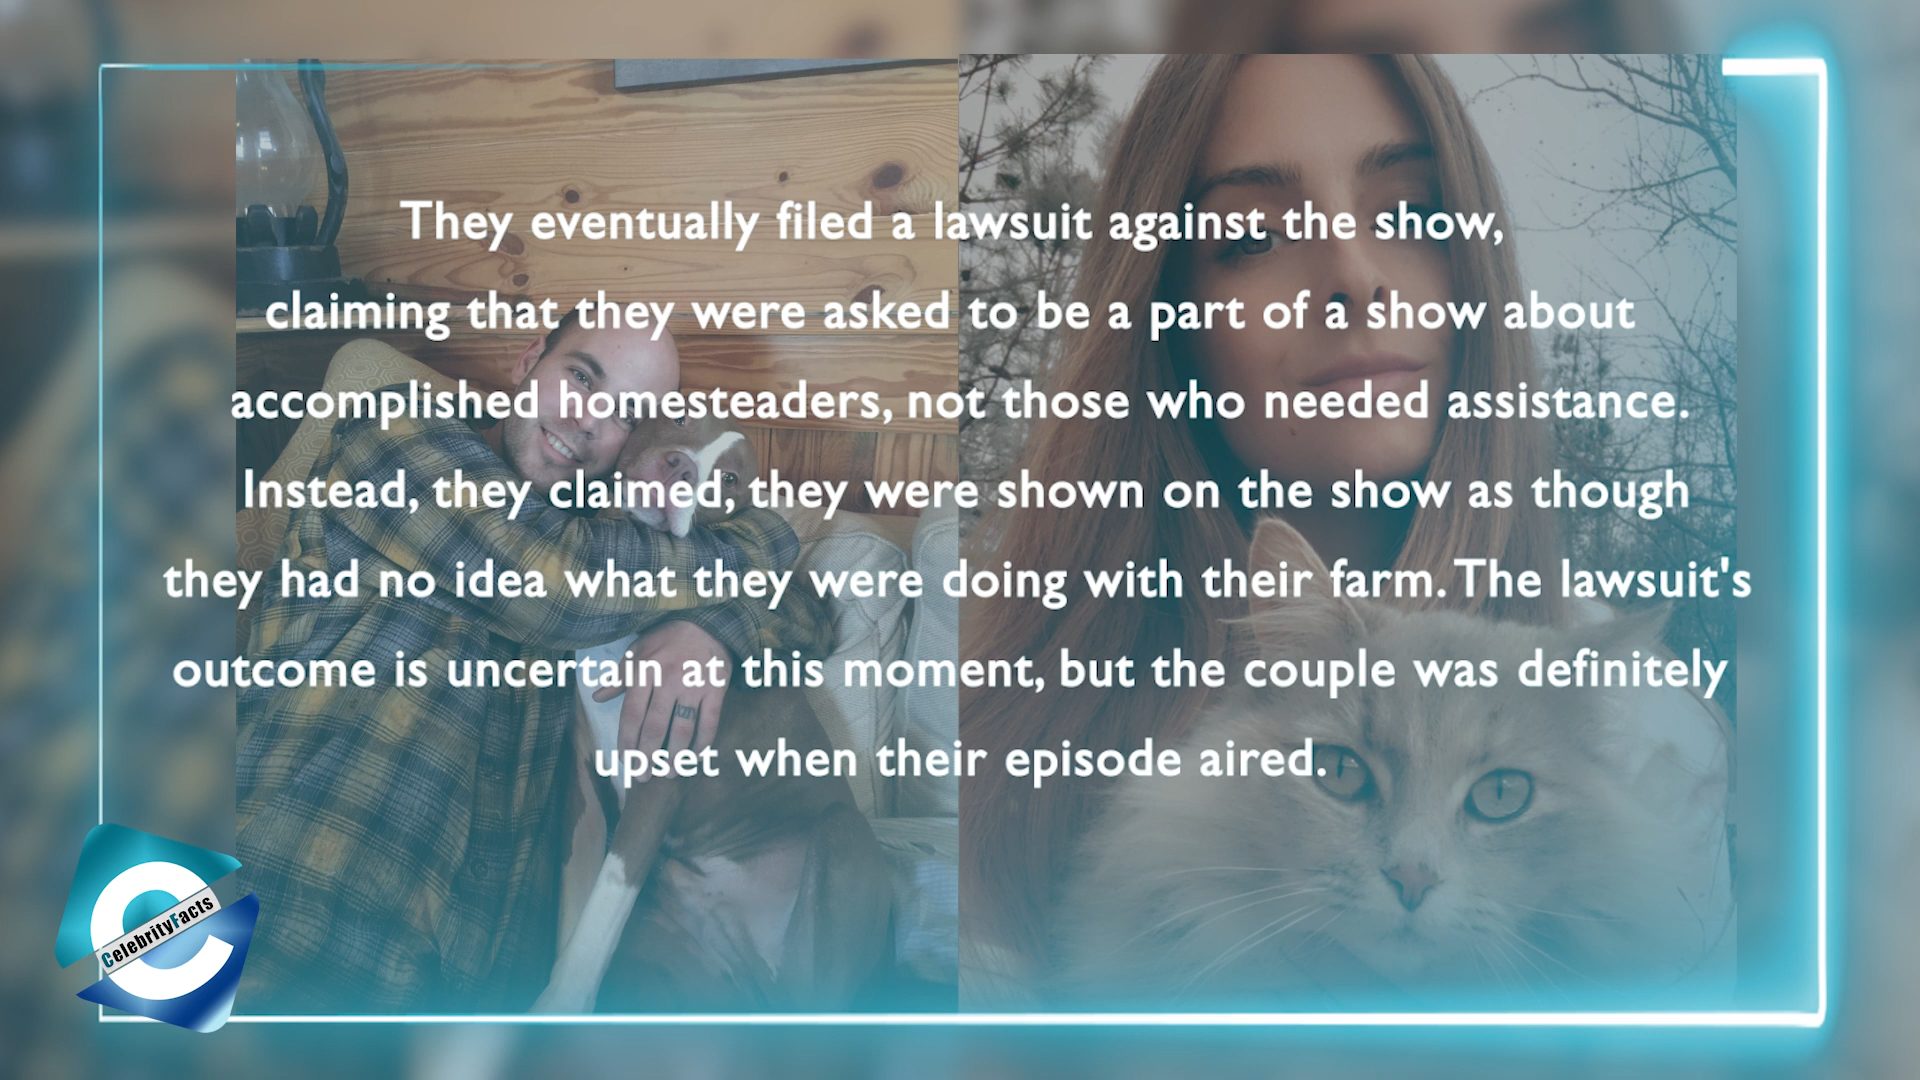 They eventually filed a lawsuit against the show,
claiming that they were asked to be a part of a show about
accomplished homesteaders, not those who needed assistance.
Instead, they claimed, they were shown on the show as though
they had no idea what they were doing with their farm. The lawsuit's
outcome is uncertain at this moment, but the couple was definitely
upset when their episode aired.
CelebrityFacts